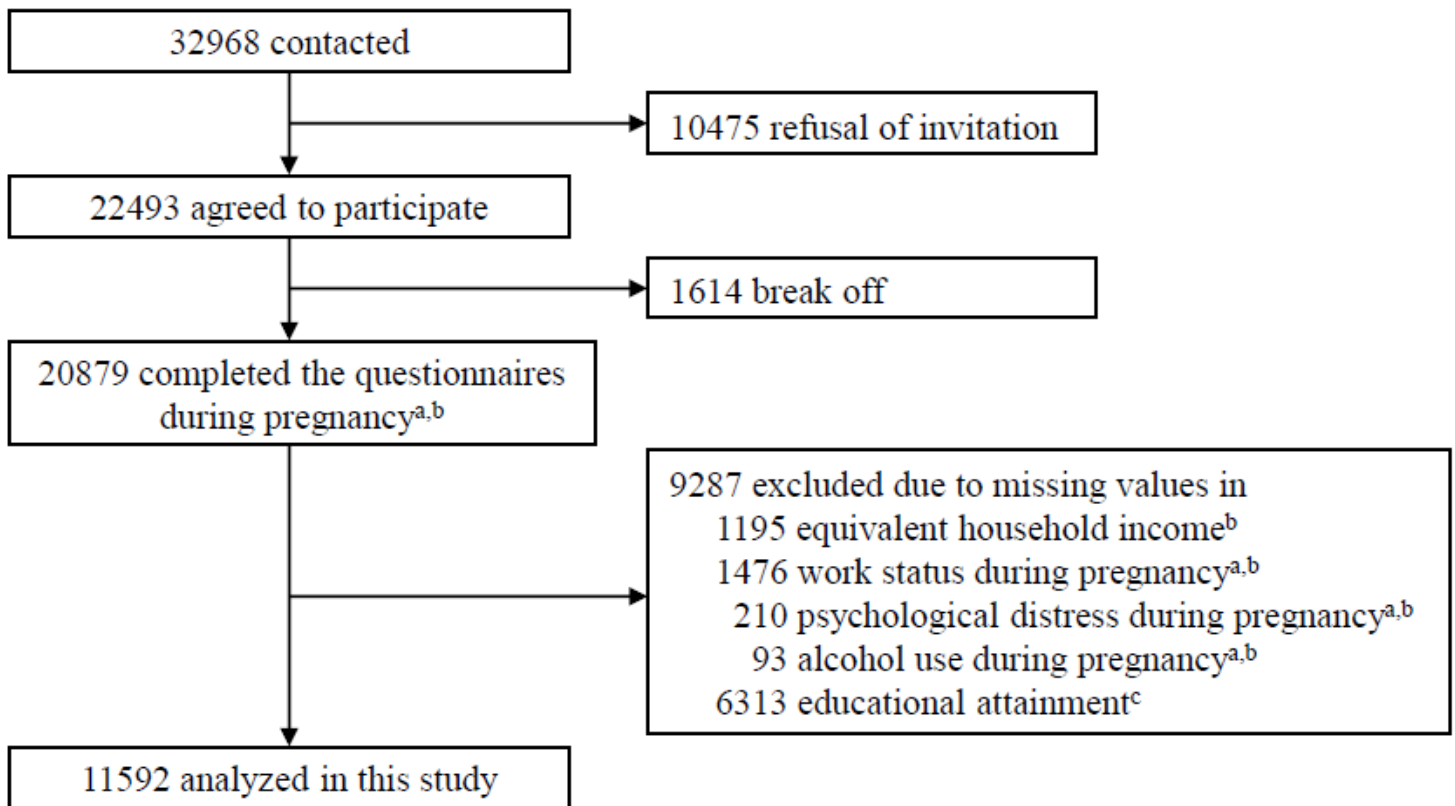 32968 contacted
10475 refusal of invitation
22493 agreed to participate
1614 break off
20879 completed the questionnaires
during pregnancyᵃ,ᵇ
9287 excluded due to missing values in
1195 equivalent household incomeᵇ
1476 work status during pregnancyᵃ,ᵇ
210 psychological distress during pregnancyᵃ,ᵇ
93 alcohol use during pregnancyᵃ,ᵇ
6313 educational attainmentᶜ
11592 analyzed in this study